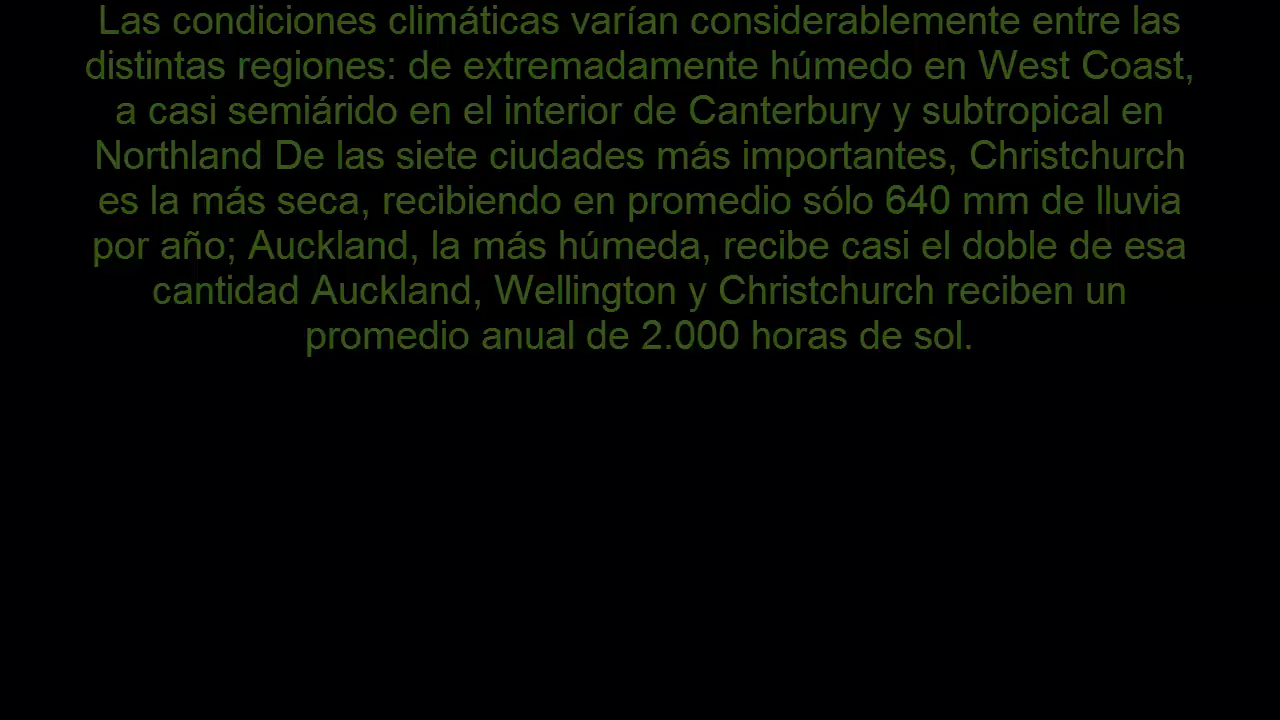 Las condiciones climáticas varían considerablemente entre las
distintas regiones: de extremadamente húmedo en West Coast,
a casi semiárido en el interior de Canterbury y subtropical en
Northland De las siete ciudades más importantes, Christchurch
es la más seca, recibiendo en promedio sólo 640 mm de lluvia
por año; Auckland, la más húmeda, recibe casi el doble de esa
cantidad Auckland, Wellington y Christchurch reciben un
promedio anual de 2.000 horas de sol.